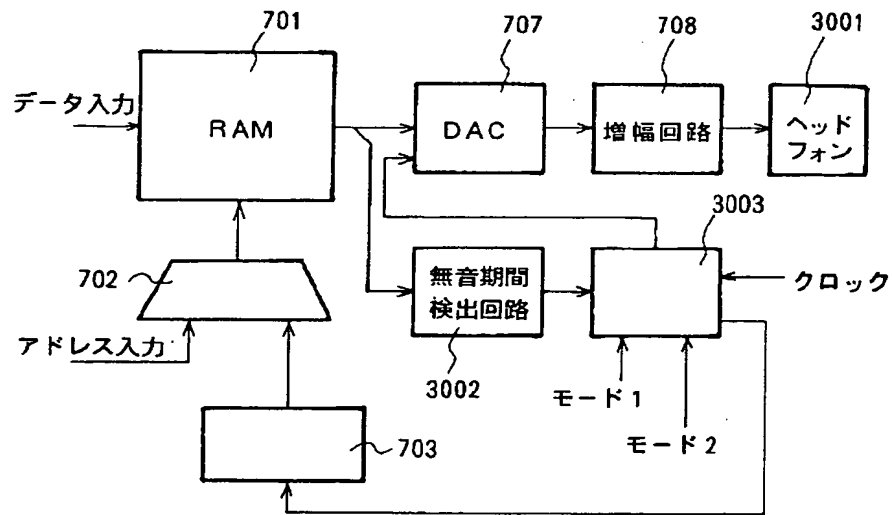 701
707
708
3001
データ入力
RAM
DAC
増幅回路
ヘッド
フォン
3003
702
無音期間
検出回路
クロック
アドレス入力
3002
モード1
モード2
703